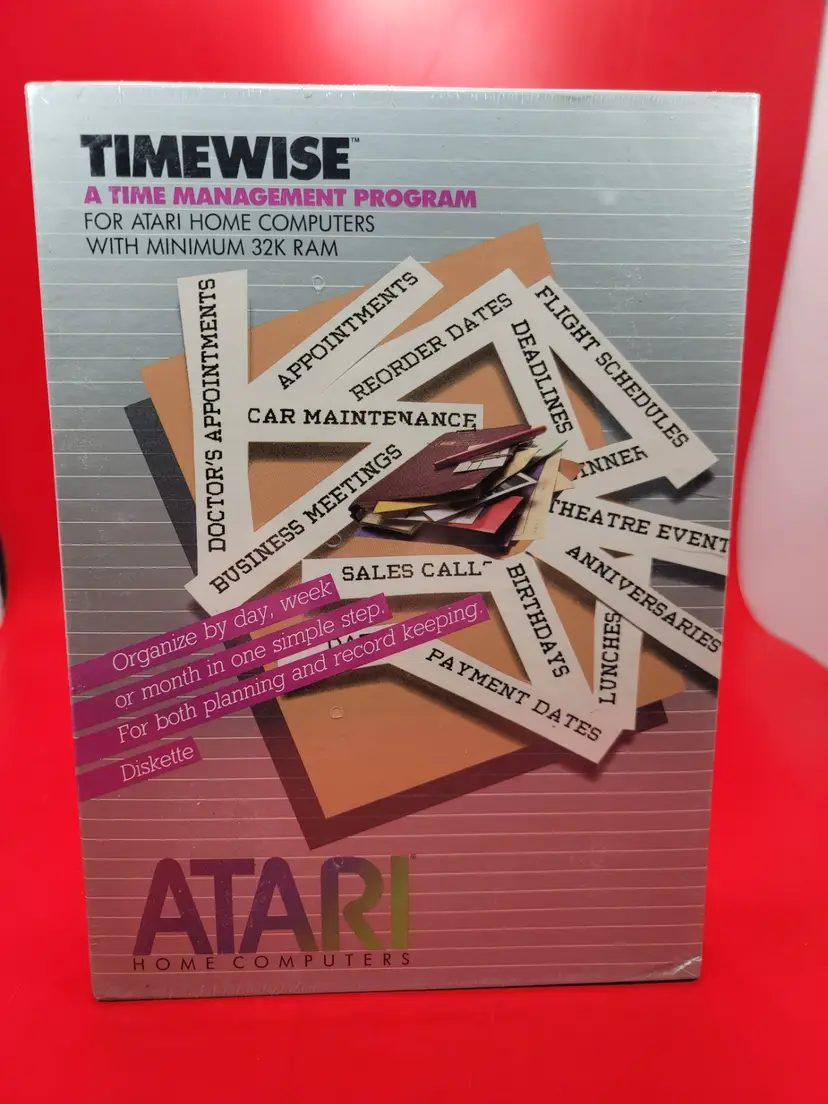 TIMEWISE™
A TIME MANAGEMENT PROGRAM
FOR ATARI HOME COMPUTERS
WITH MINIMUM 32K RAM
DOCTOR'S APPOINTMENTS
APPOINTMENTS
REORDER DATES
FLIGHT SCHEDULES
DEADLINES
CAR MAINTENANCE
BUSINESS MEETINGS
THEATRE EVENT
ANNIVERSARIES
SALES CALL
BIRTHDAYS
LUNCHES
PAYMENT DATES
Organize by day, week
or month in one simple step.
For both planning and record keeping.
Diskette
ATARI®
HOME COMPUTERS